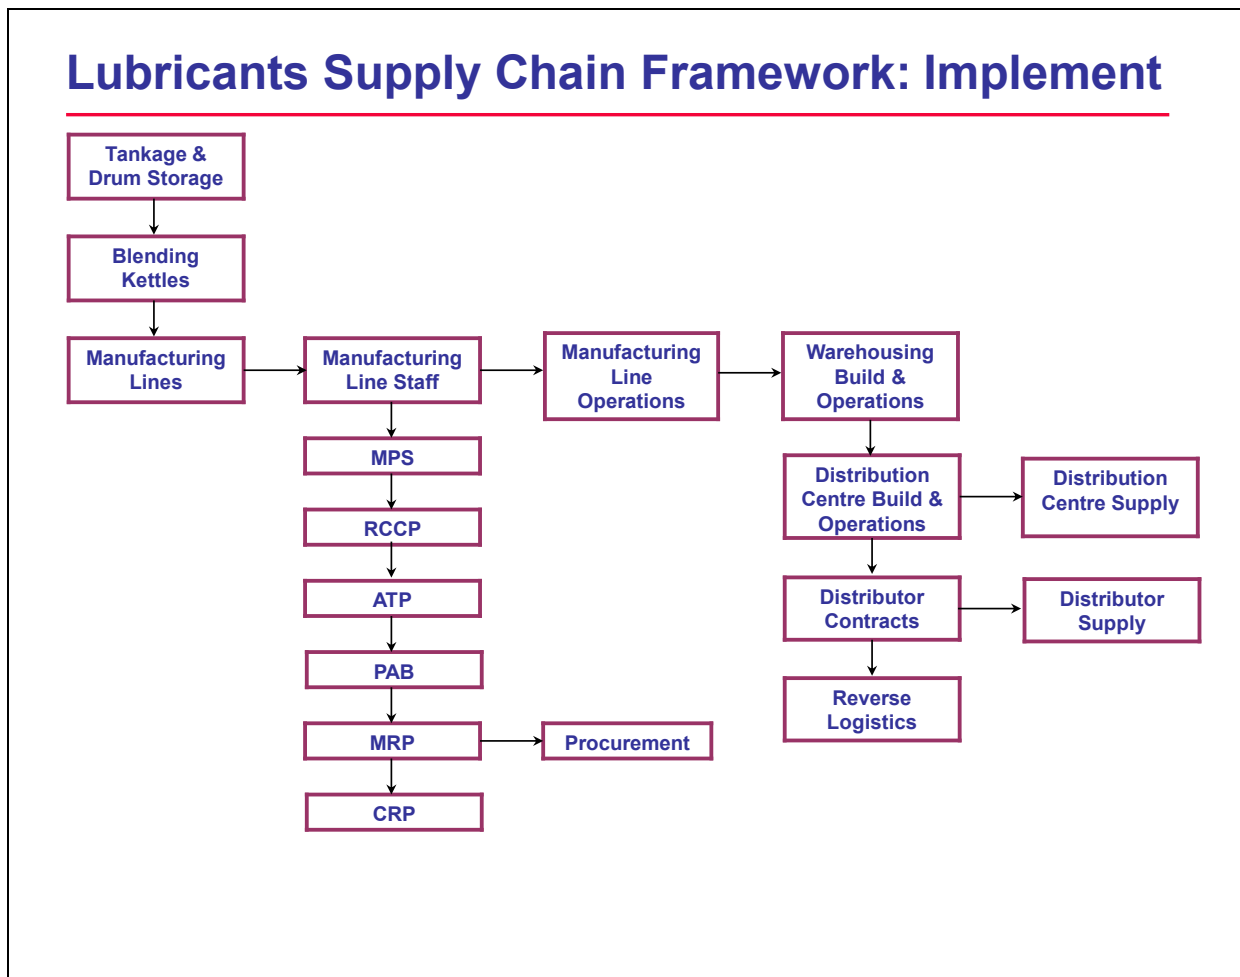 Lubricants Supply Chain Framework: Implement
Tankage &
Drum Storage
Blending
Kettles
Manufacturing
Lines
Manufacturing
Line Staff
Manufacturing
Line
Operations
Warehousing
Build &
Operations
MPS
RCCP
ATP
PAB
MRP
Procurement
CRP
Distribution
Centre Build &
Operations
Distribution
Centre Supply
Distributor
Contracts
Distributor
Supply
Reverse
Logistics